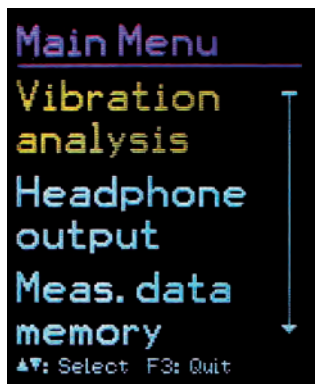 Main Menu
Vibration
analysis
Headphone
output
Meas. data
memory
▲▼: Select F3: Quit